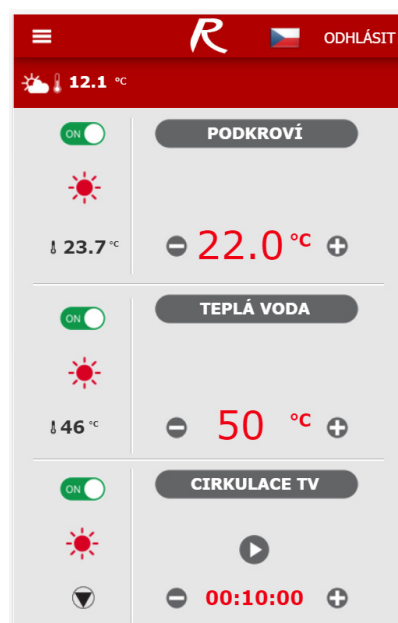 R ODHLÁSIT
12.1 °C
ON PODKROVÍ
23.7 °C 22.0 °C
ON TEPLÁ VODA
46 °C 50 °C
ON CIRKULACE TV
00:10:00